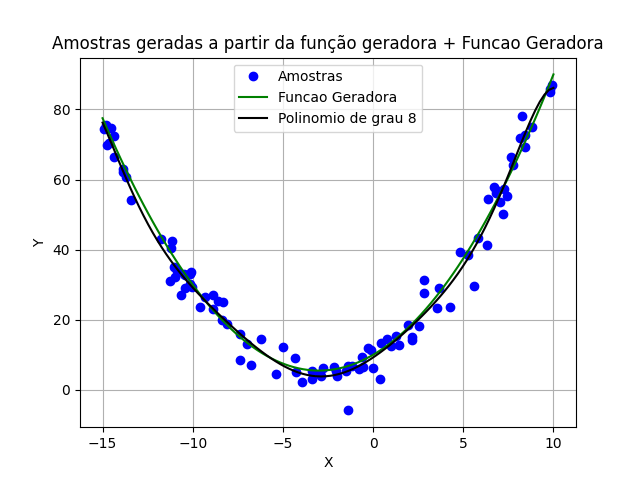 Amostras geradas a partir da função geradora + Funcao Geradora
Amostras
Funcao Geradora
Polinomio de grau 8
80
60
40
20
0
Y
−15
−10
−5
0
5
10
X